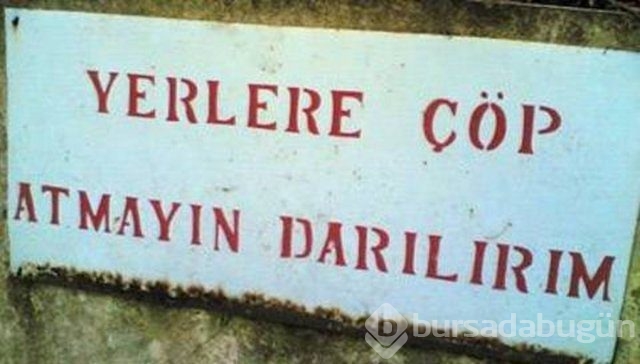 YERLERE ÇÖP
ATMAYIN DARILIRIM
bursadabugün